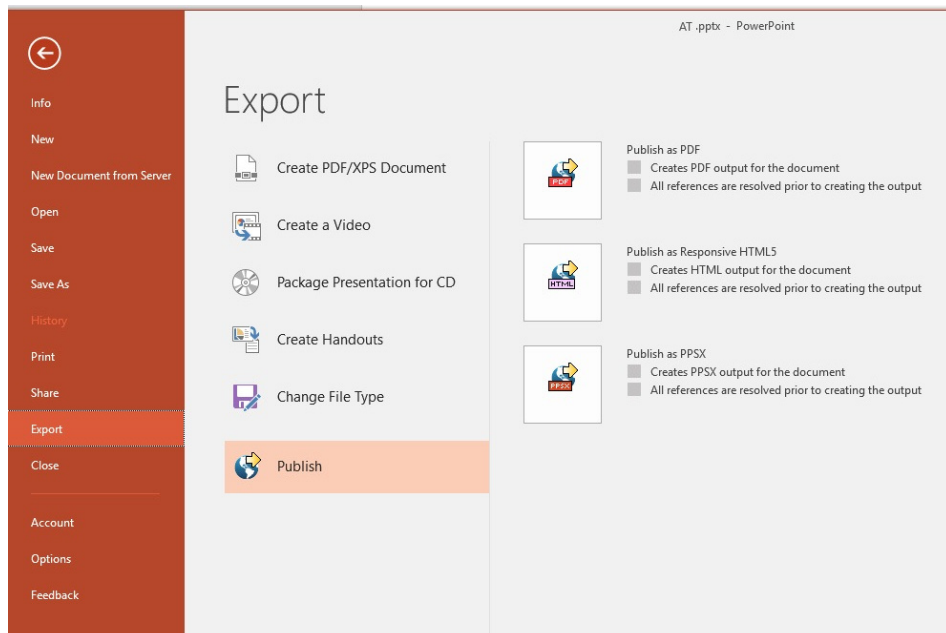 AT .pptx - PowerPoint
Info
New
New Document from Server
Open
Save
Save As
History
Print
Share
Export
Close
Account
Options
Feedback
Export
Create PDF/XPS Document
Create a Video
Package Presentation for CD
Create Handouts
Change File Type
Publish
PDF
Publish as PDF
Creates PDF output for the document
All references are resolved prior to creating the output
HTML
Publish as Responsive HTML5
Creates HTML output for the document
All references are resolved prior to creating the output
PPSX
Publish as PPSX
Creates PPSX output for the document
All references are resolved prior to creating the output